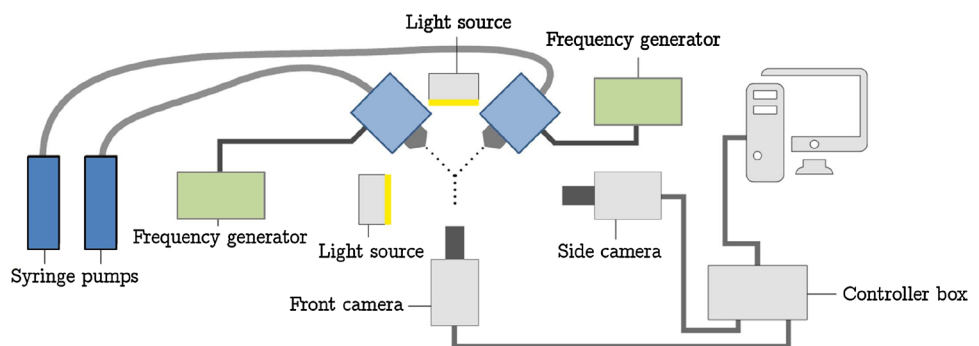 Light source
Frequency generator
Frequency generator
Light source
Side camera
Syringe pumps
Front camera
Controller box